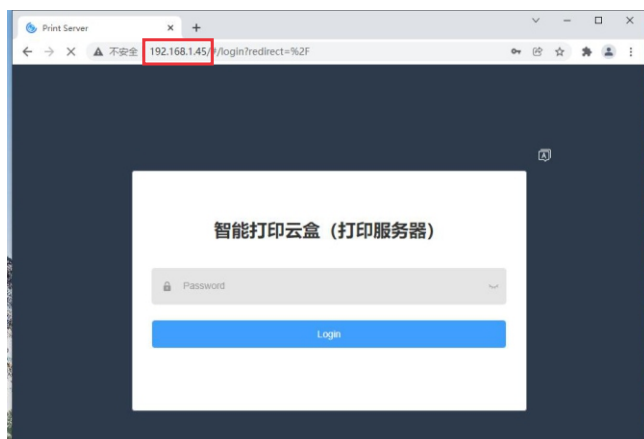 Print Server
不安全 192.168.1.45/#/login?redirect=%2F
智能打印云盒（打印服务器）
Password
Login